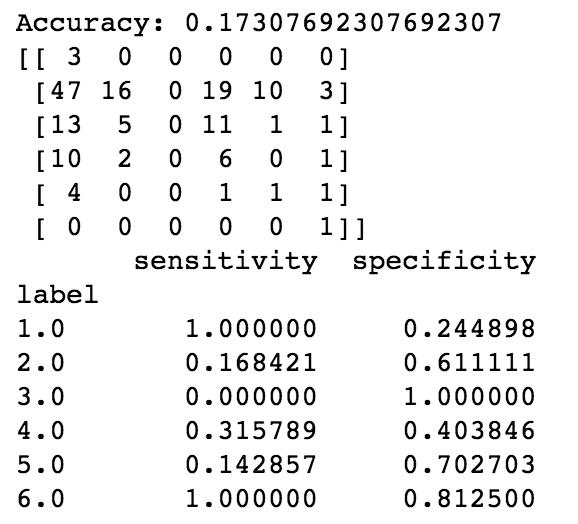 Accuracy: 0.17307692307692307
[[ 3  0  0  0  0  0]
 [47 16  0 19 10  3]
 [13  5  0 11  1  1]
 [10  2  0  6  0  1]
 [ 4  0  0  1  1  1]
 [ 0  0  0  0  0  1]]
       sensitivity  specificity
label
1.0       1.000000     0.244898
2.0       0.168421     0.611111
3.0       0.000000     1.000000
4.0       0.315789     0.403846
5.0       0.142857     0.702703
6.0       1.000000     0.812500